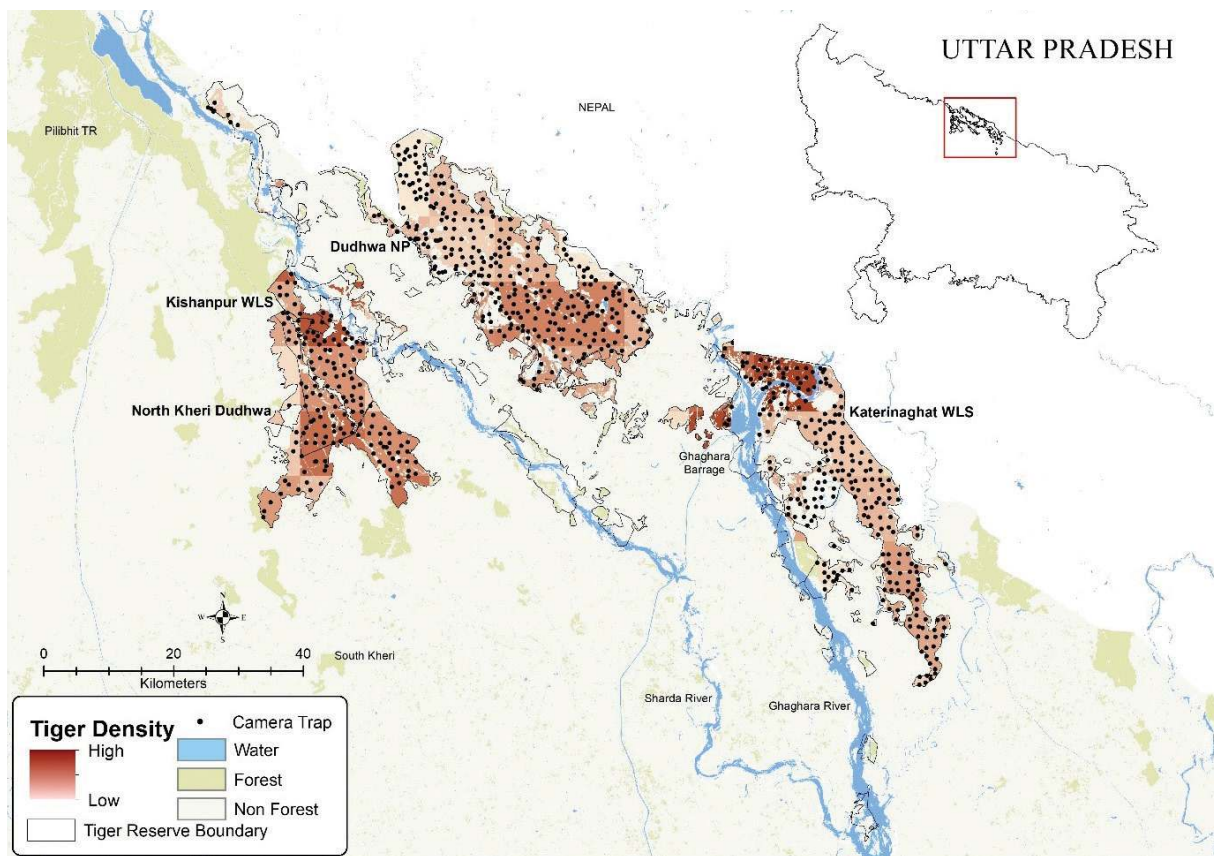 UTTAR PRADESH
NEPAL
Pilibhit TR
Dudhwa NP
Kishanpur WLS
North Kheri Dudhwa
Katerinaghat WLS
Ghaghara
Barrage
N
W E
S
0 20 40
Kilometers
South Kheri
Sharda River
Ghaghara River
Tiger Density
High
Low
Camera Trap
Water
Forest
Non Forest
Tiger Reserve Boundary